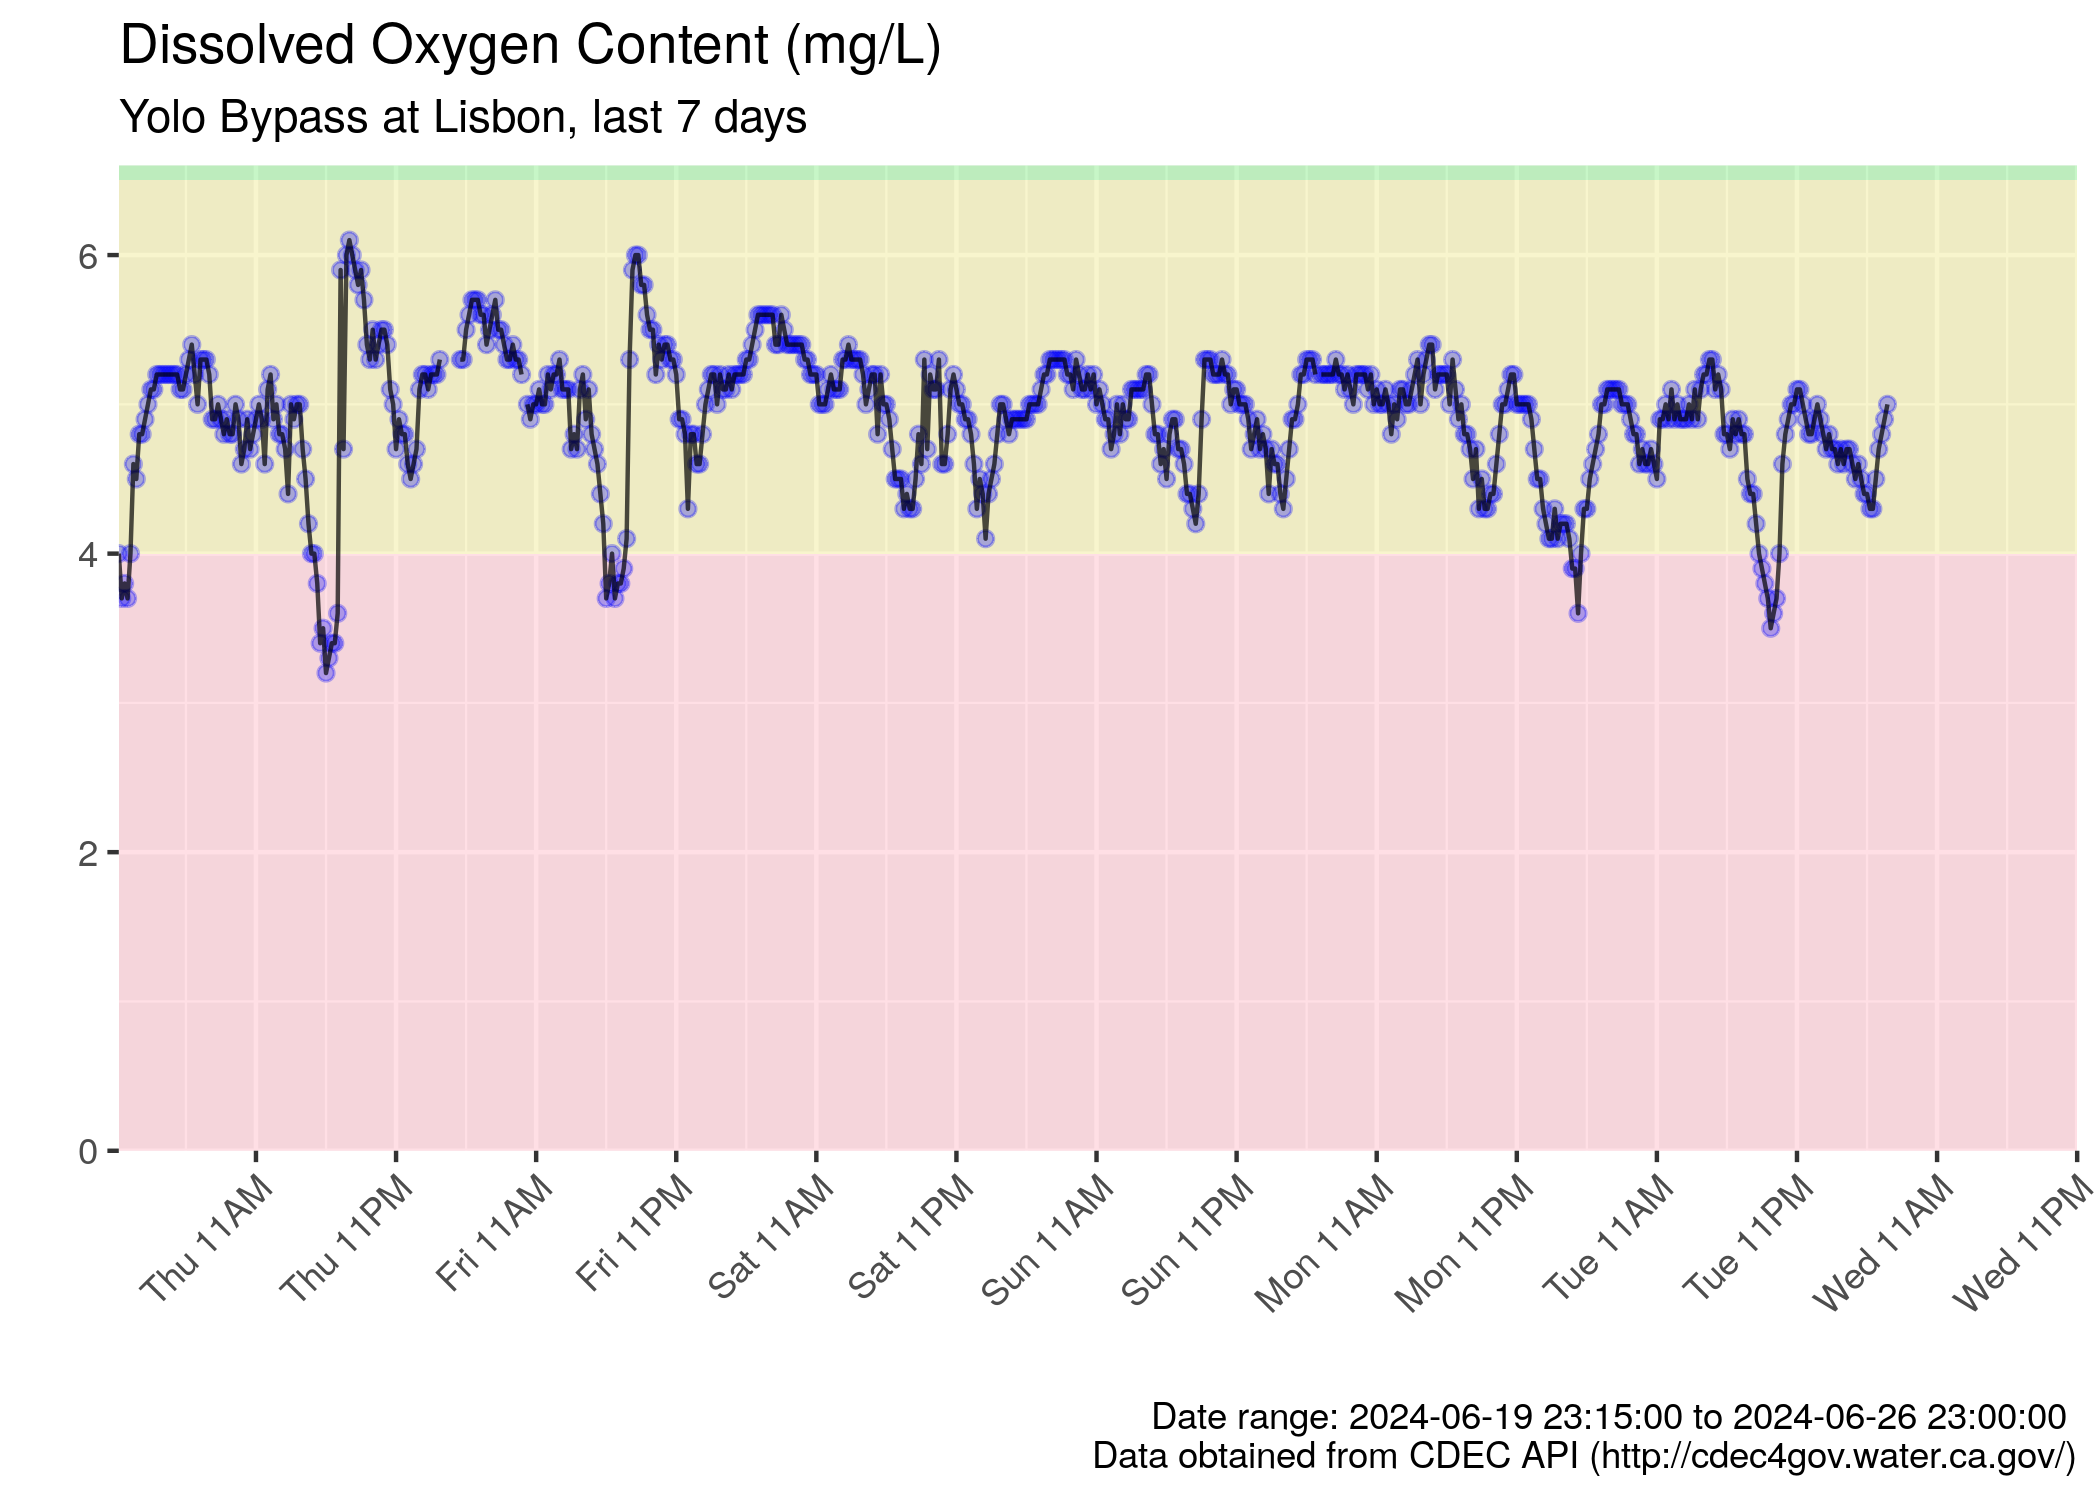 Dissolved Oxygen Content (mg/L)
Yolo Bypass at Lisbon, last 7 days
6
4
2
0
Thu 11AM
Thu 11PM
Fri 11AM
Fri 11PM
Sat 11AM
Sat 11PM
Sun 11AM
Sun 11PM
Mon 11AM
Mon 11PM
Tue 11AM
Tue 11PM
Wed 11AM
Wed 11PM
Date range: 2024-06-19 23:15:00 to 2024-06-26 23:00:00
Data obtained from CDEC API (http://cdec4gov.water.ca.gov/)